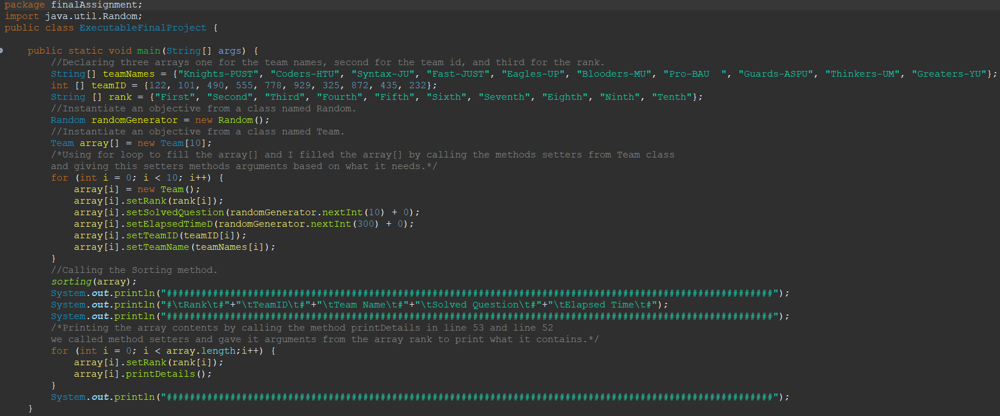 package finalAssignment;
import java.util.Random;
public class ExecutableFinalProject {
public static void main(String[] args) {
//Declaring three arrays one for the team names, second for the team id, and third for the rank.
String[] teamNames = {"Knights-PUST", "Coders-HTU", "Syntax-JU", "Fast-JUST", "Eagles-UP", "Blooders-MU", "Pro-BAU  ", "Guards-ASPU", "Thinkers-UM", "Greaters-YU"};
int [] teamID = {122, 101, 490, 555, 778, 929, 325, 872, 435, 232};
String [] rank = {"First", "Second", "Third", "Fourth", "Fifth", "Sixth", "Seventh", "Eighth", "Ninth", "Tenth"};
//Instantiate an objective from a class named Random.
Random randomGenerator = new Random();
//Instantiate an objective from a class named Team.
Team array[] = new Team[10];
/*Using for loop to fill the array[] and I filled the array[] by calling the methods setters from Team class
and giving this setters methods arguments based on what it needs.*/
for (int i = 0; i < 10; i++) {
array[i] = new Team();
array[i].setRank(rank[i]);
array[i].setSolvedQuestion(randomGenerator.nextInt(10) + 0);
array[i].setElapsedTimeD(randomGenerator.nextInt(300) + 0);
array[i].setTeamID(teamID[i]);
array[i].setTeamName(teamNames[i]);
}
//Calling the Sorting method.
sorting(array);
System.out.println("#########################################################################################################");
System.out.println("#\tRank\t#"+"\tTeamID\t#"+"\tTeam Name\t#"+"\tSolved Question\t#"+"\tElapsed Time\t#");
System.out.println("#########################################################################################################");
/*Printing the array contents by calling the method printDetails in line 53 and line 52
we called method setters and gave it arguments from the array rank to print what it contains.*/
for (int i = 0; i < array.length;i++) {
array[i].setRank(rank[i]);
array[i].printDetails();
}
System.out.println("#########################################################################################################");
}